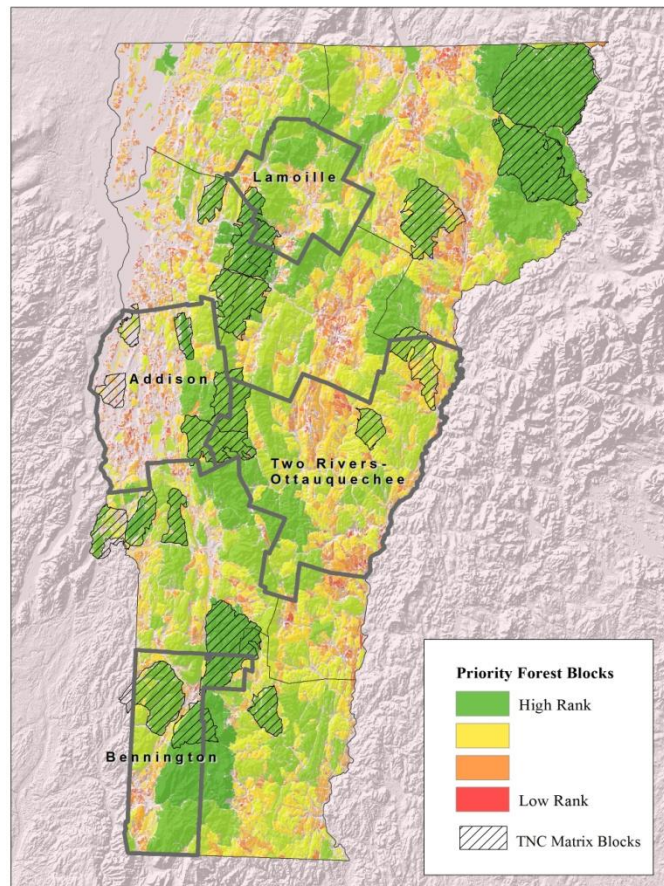 Lamoille
Addison
Two Rivers-
Ottauquechee
Bennington
Priority Forest Blocks
High Rank
Low Rank
TNC Matrix Blocks